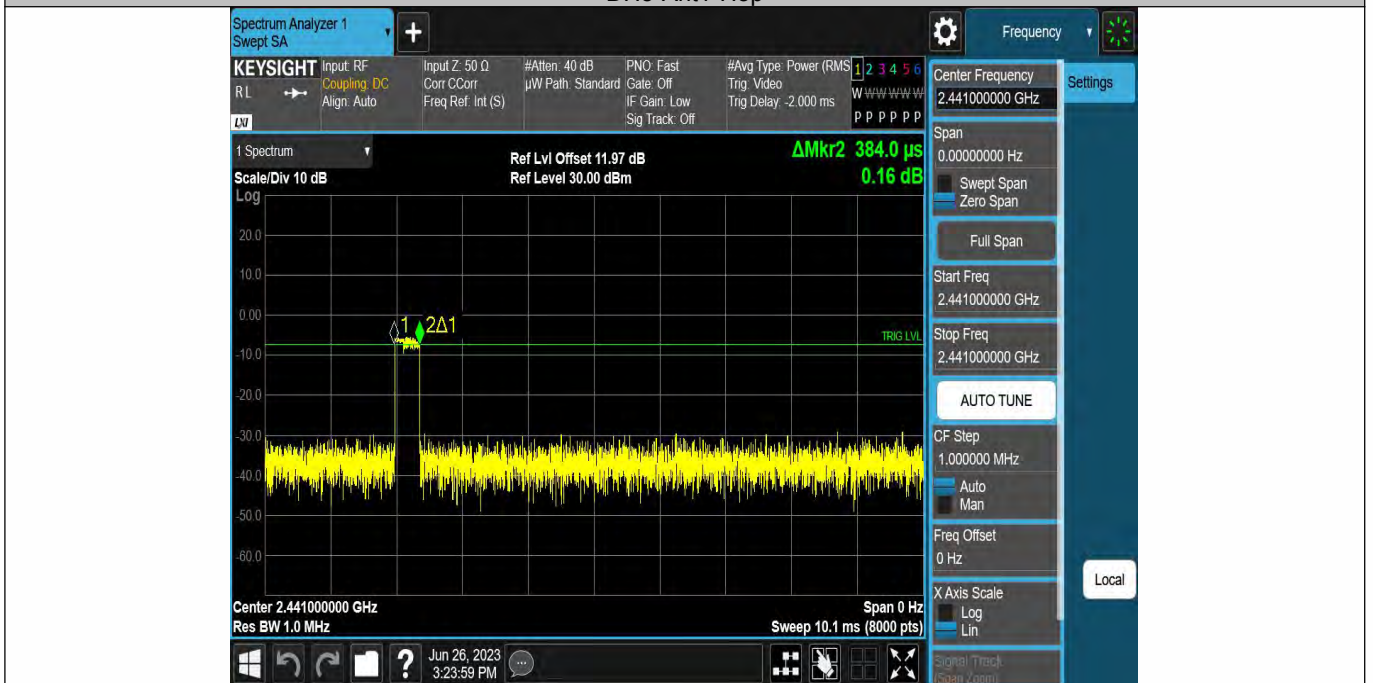 Spectrum Analyzer 1
Swept SA
Frequency
KEYSIGHT
RL
LXI
Input: RF
Coupling: DC
Align: Auto
Input Z: 50 Ω
Corr CCorr
Freq Ref: Int (S)
#Atten: 40 dB
µW Path: Standard
PNO: Fast
Gate: Off
IF Gain: Low
Sig Track: Off
#Avg Type: Power (RMS
Trig: Video
Trig Delay: -2.000 ms
1 2 3 4 5 6
W W W W W W
P P P P P P
1 Spectrum
Scale/Div 10 dB
Log
Ref Lvl Offset 11.97 dB
Ref Level 30.00 dBm
ΔMkr2 384.0 µs
0.16 dB
20.0
10.0
0.00
-10.0
-20.0
-30.0
-40.0
-50.0
-60.0
1
2Δ1
TRIG LVL
Center 2.441000000 GHz
Res BW 1.0 MHz
Span 0 Hz
Sweep 10.1 ms (8000 pts)
Jun 26, 2023
3:23:59 PM
Center Frequency
2.441000000 GHz
Settings
Span
0.00000000 Hz
Swept Span
Zero Span
Full Span
Start Freq
2.441000000 GHz
Stop Freq
2.441000000 GHz
AUTO TUNE
CF Step
1.000000 MHz
Auto
Man
Freq Offset
0 Hz
X Axis Scale
Log
Lin
Signal Track
(Span Zoom)
Local